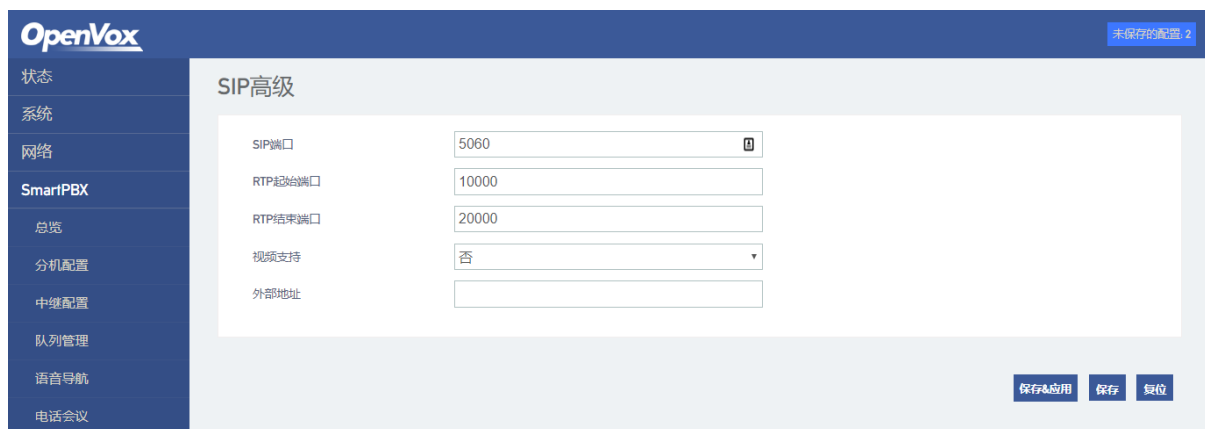 OpenVox
未保存的配置: 2
状态
系统
网络
SmartPBX
总览
分机配置
中继配置
队列管理
语音导航
电话会议
SIP高级
SIP端口 5060
RTP起始端口 10000
RTP结束端口 20000
视频支持 否
外部地址
保存&应用 保存 复位